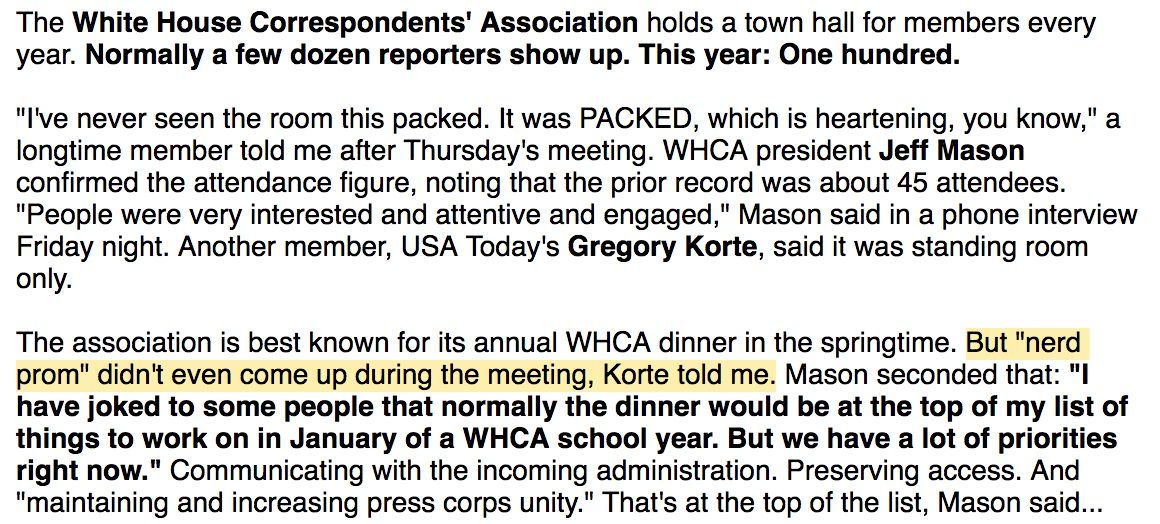 The White House Correspondents' Association holds a town hall for members every
year. Normally a few dozen reporters show up. This year: One hundred.
"I've never seen the room this packed. It was PACKED, which is heartening, you know," a
longtime member told me after Thursday's meeting. WHCA president Jeff Mason
confirmed the attendance figure, noting that the prior record was about 45 attendees.
"People were very interested and attentive and engaged," Mason said in a phone interview
Friday night. Another member, USA Today's Gregory Korte, said it was standing room
only.
The association is best known for its annual WHCA dinner in the springtime. But "nerd
prom" didn't even come up during the meeting, Korte told me. Mason seconded that: "I
have joked to some people that normally the dinner would be at the top of my list of
things to work on in January of a WHCA school year. But we have a lot of priorities
right now." Communicating with the incoming administration. Preserving access. And
"maintaining and increasing press corps unity." That's at the top of the list, Mason said...